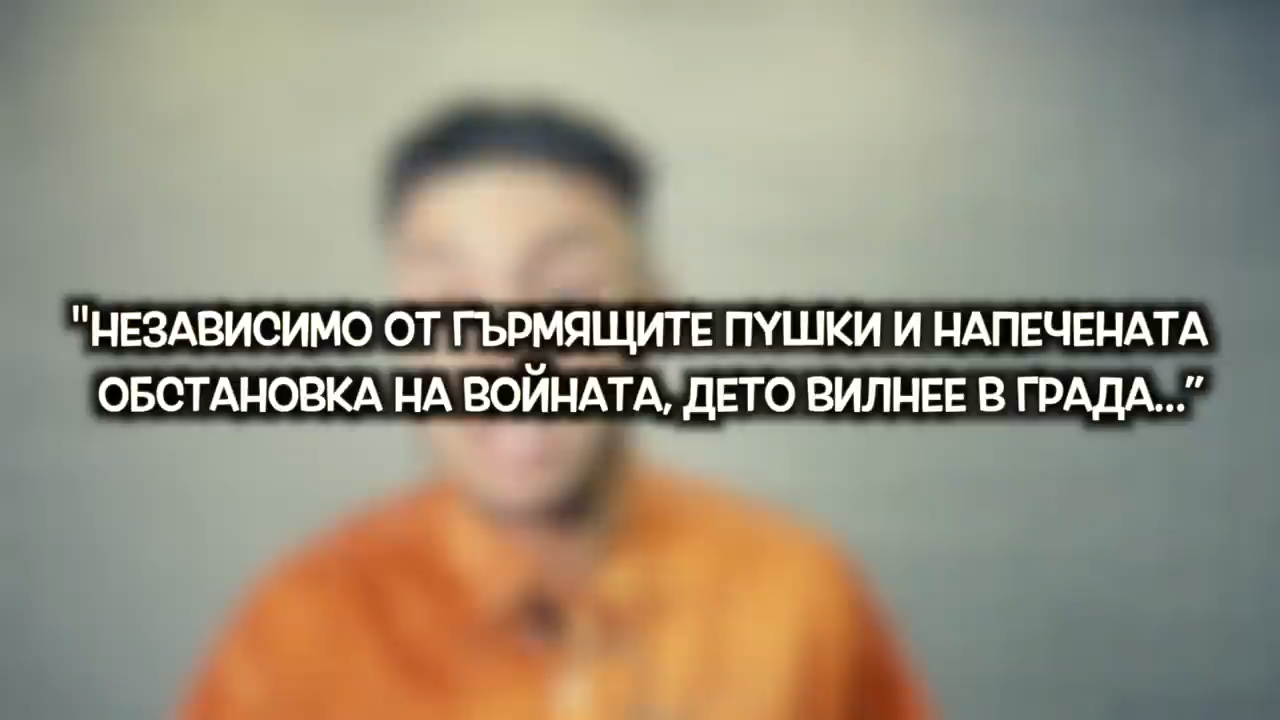 "НЕЗАВИСИМО ОТ ГЪРМЯЩИТЕ ПУШКИ И НАПЕЧЕНАТА
ОБСТАНОВКА НА ВОЙНАТА, ДЕТО ВИЛНЕЕ В ГРАДА..."